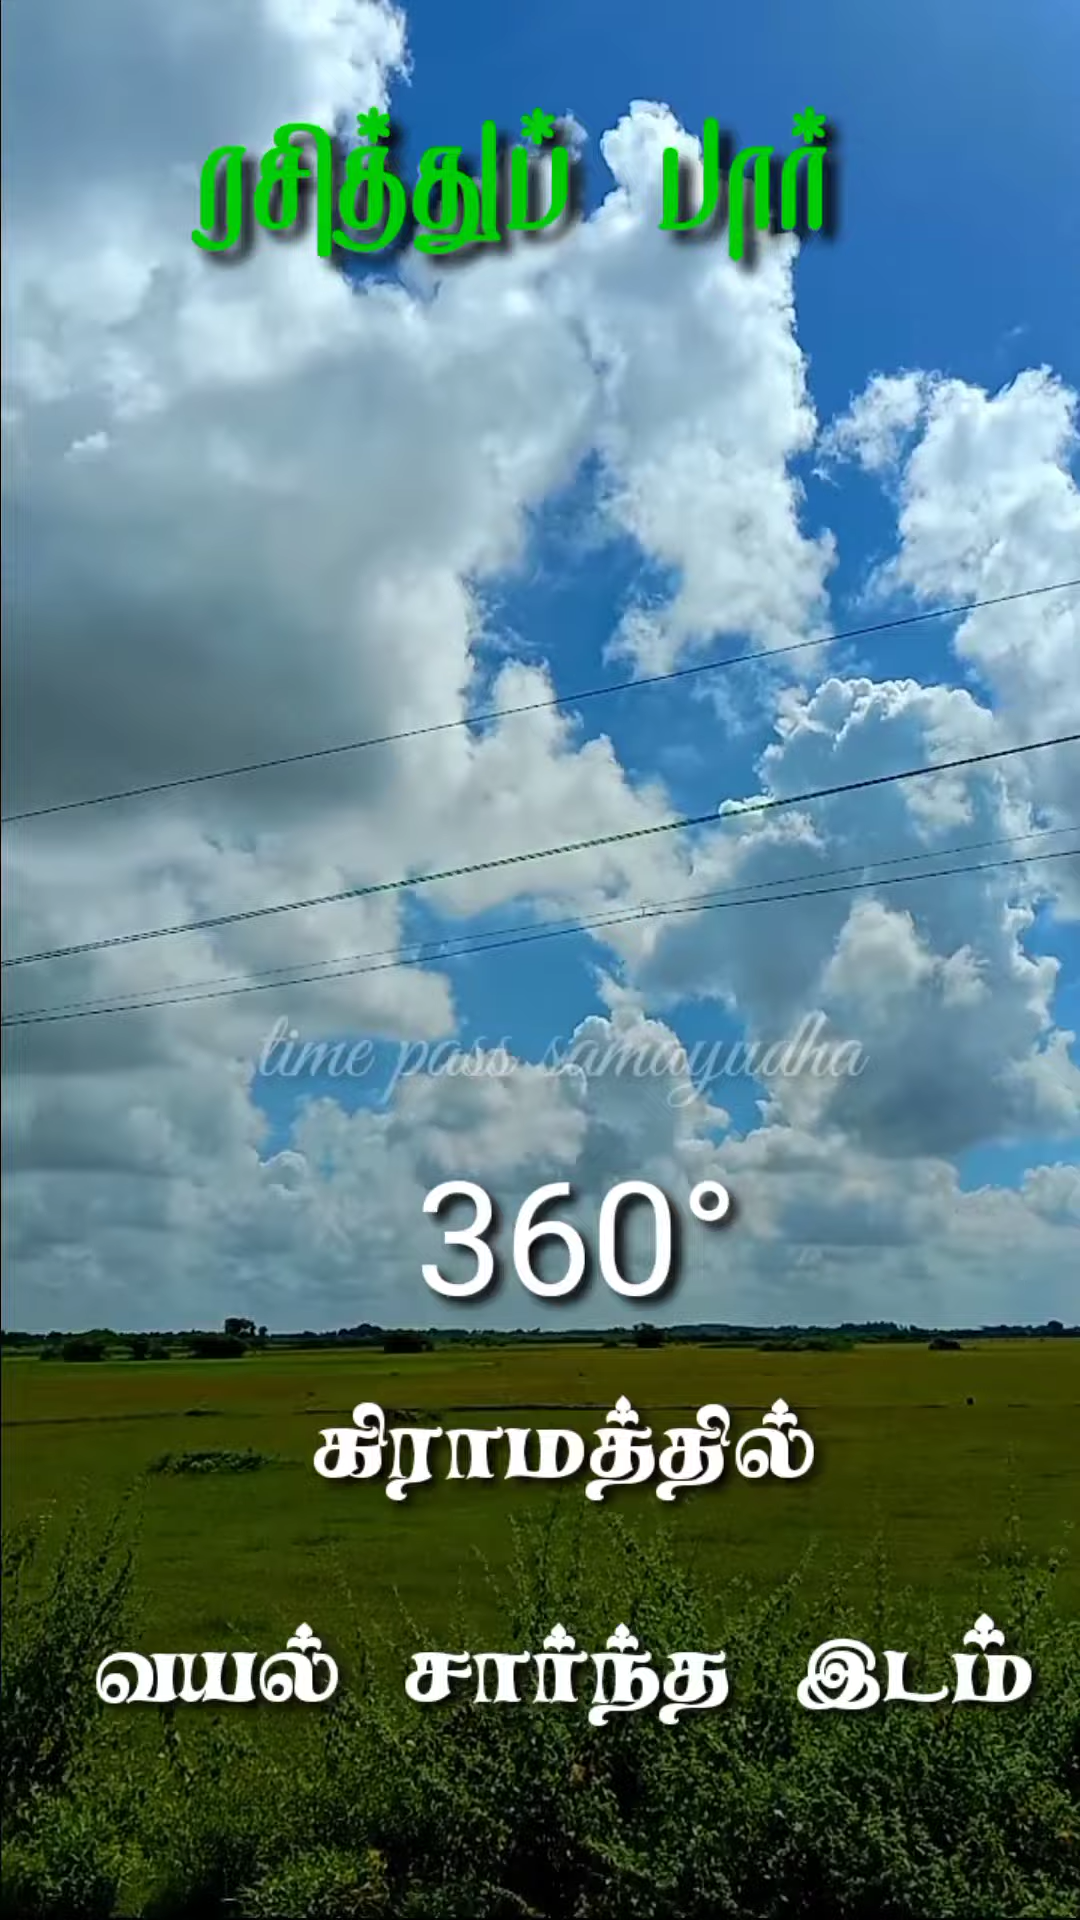 ரசித்துப் பார்
time pass samayudha
360°
கிராமத்தில்
வயல் சார்ந்த இடம்